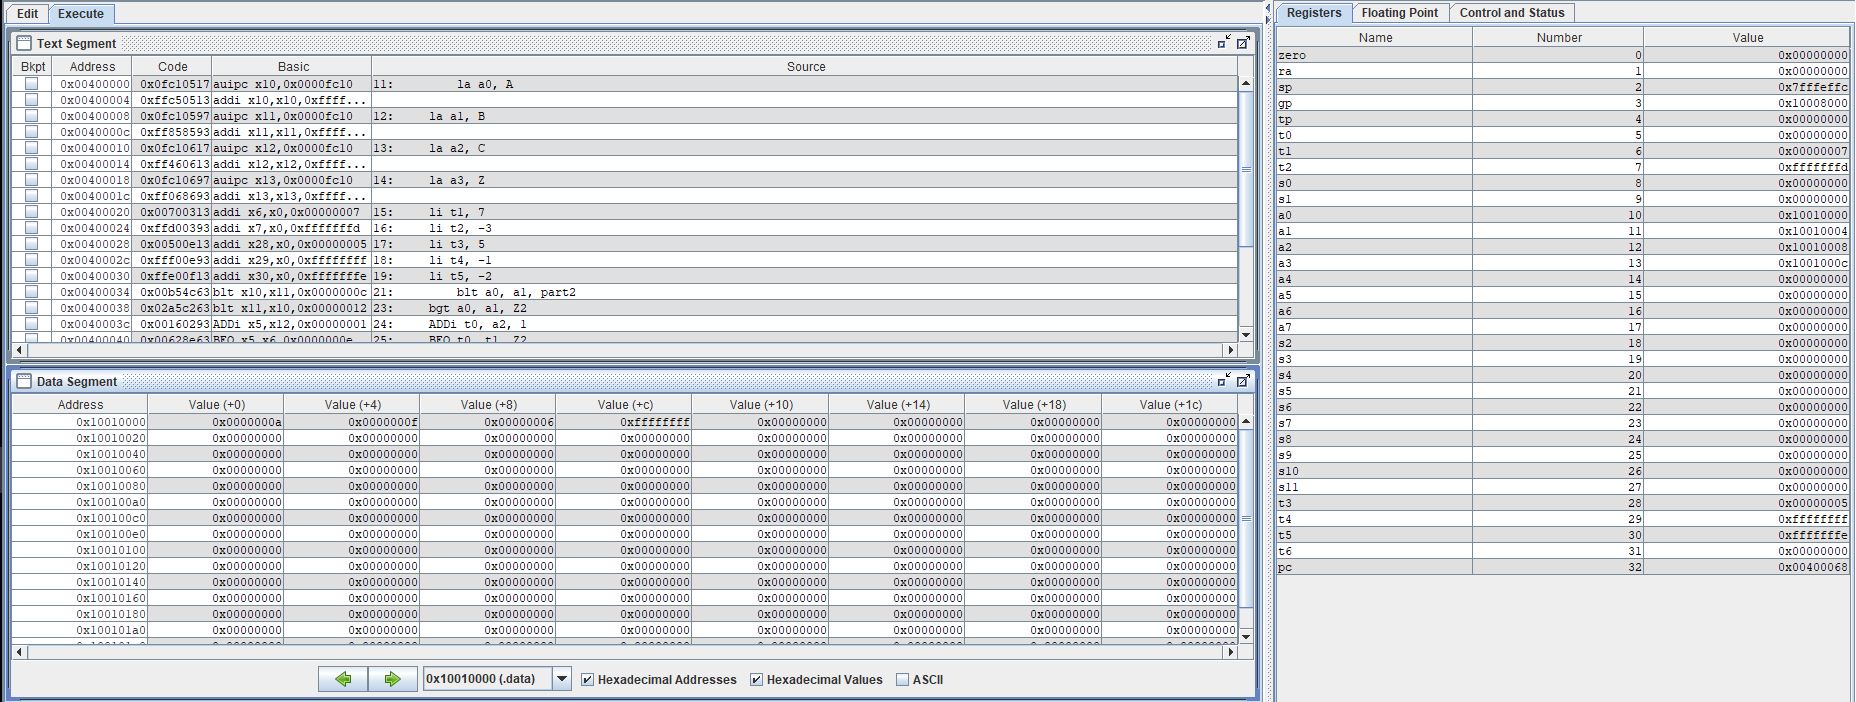 Edit Execute
Text Segment
Bkpt Address Code Basic Source
0x00400000 0x0fc10517 auipc x10,0x0000fc10 11: la a0, A
0x00400004 0xffc50513 addi x10,x10,0xffff...
0x00400008 0x0fc10597 auipc x11,0x0000fc10 12: la a1, B
0x0040000c 0xff858593 addi x11,x11,0xffff...
0x00400010 0x0fc10617 auipc x12,0x0000fc10 13: la a2, C
0x00400014 0xff460613 addi x12,x12,0xffff...
0x00400018 0x0fc10697 auipc x13,0x0000fc10 14: la a3, Z
0x0040001c 0xff068693 addi x13,x13,0xffff...
0x00400020 0x00700313 addi x6,x0,0x00000007 15: li t1, 7
0x00400024 0xffd00393 addi x7,x0,0xfffffffd 16: li t2, -3
0x00400028 0x00500e13 addi x28,x0,0x00000005 17: li t3, 5
0x0040002c 0xfff00e93 addi x29,x0,0xffffffff 18: li t4, -1
0x00400030 0xffe00f13 addi x30,x0,0xfffffffe 19: li t5, -2
0x00400034 0x00b54c63 blt x10,x11,0x0000000c 21: blt a0, a1, part2
0x00400038 0x02a5c263 blt x11,x10,0x00000012 23: bgt a0, a1, Z2
0x0040003c 0x00160293 ADDi x5,x12,0x00000001 24: ADDi t0, a2, 1
0x00400040 0x00628e63 BEQ x5,x6,0x0000000e 25: BEQ t0, t1, Z2
Data Segment
Address Value (+0) Value (+4) Value (+8) Value (+c) Value (+10) Value (+14) Value (+18) Value (+1c)
0x10010000 0x0000000a 0x0000000f 0x00000006 0xffffffff 0x00000000 0x00000000 0x00000000 0x00000000
0x10010020 0x00000000 0x00000000 0x00000000 0x00000000 0x00000000 0x00000000 0x00000000 0x00000000
0x10010040 0x00000000 0x00000000 0x00000000 0x00000000 0x00000000 0x00000000 0x00000000 0x00000000
0x10010060 0x00000000 0x00000000 0x00000000 0x00000000 0x00000000 0x00000000 0x00000000 0x00000000
0x10010080 0x00000000 0x00000000 0x00000000 0x00000000 0x00000000 0x00000000 0x00000000 0x00000000
0x100100a0 0x00000000 0x00000000 0x00000000 0x00000000 0x00000000 0x00000000 0x00000000 0x00000000
0x100100c0 0x00000000 0x00000000 0x00000000 0x00000000 0x00000000 0x00000000 0x00000000 0x00000000
0x100100e0 0x00000000 0x00000000 0x00000000 0x00000000 0x00000000 0x00000000 0x00000000 0x00000000
0x10010100 0x00000000 0x00000000 0x00000000 0x00000000 0x00000000 0x00000000 0x00000000 0x00000000
0x10010120 0x00000000 0x00000000 0x00000000 0x00000000 0x00000000 0x00000000 0x00000000 0x00000000
0x10010140 0x00000000 0x00000000 0x00000000 0x00000000 0x00000000 0x00000000 0x00000000 0x00000000
0x10010160 0x00000000 0x00000000 0x00000000 0x00000000 0x00000000 0x00000000 0x00000000 0x00000000
0x10010180 0x00000000 0x00000000 0x00000000 0x00000000 0x00000000 0x00000000 0x00000000 0x00000000
0x100101a0 0x00000000 0x00000000 0x00000000 0x00000000 0x00000000 0x00000000 0x00000000 0x00000000
0x10010000 (.data) Hexadecimal Addresses Hexadecimal Values ASCII
Registers Floating Point Control and Status
Name Number Value
zero 0 0x00000000
ra 1 0x00000000
sp 2 0x7fffeffc
gp 3 0x10008000
tp 4 0x00000000
t0 5 0x00000000
t1 6 0x00000007
t2 7 0xfffffffd
s0 8 0x00000000
s1 9 0x00000000
a0 10 0x10010000
a1 11 0x10010004
a2 12 0x10010008
a3 13 0x1001000c
a4 14 0x00000000
a5 15 0x00000000
a6 16 0x00000000
a7 17 0x00000000
s2 18 0x00000000
s3 19 0x00000000
s4 20 0x00000000
s5 21 0x00000000
s6 22 0x00000000
s7 23 0x00000000
s8 24 0x00000000
s9 25 0x00000000
s10 26 0x00000000
s11 27 0x00000000
t3 28 0x00000005
t4 29 0xffffffff
t5 30 0xfffffffe
t6 31 0x00000000
pc 32 0x00400068